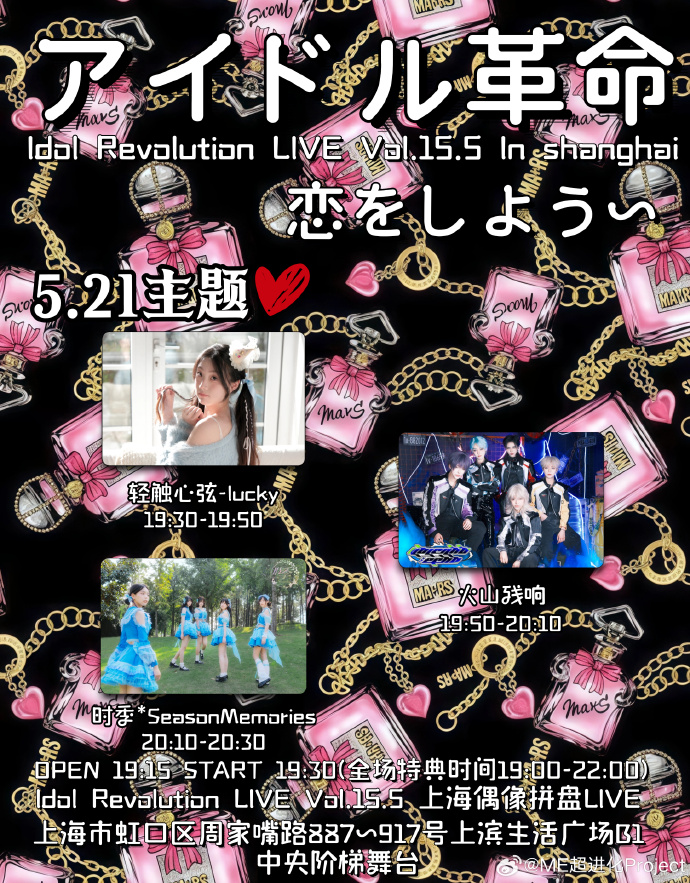 アイドル革命
Idol Revolution LIVE Vol.15.5 In shanghai
恋をしよう～
5.21主题
轻触心弦-lucky
19:30-19:50
火山残响
19:50-20:10
时季*SeasonMemories
20:10-20:30
OPEN 19:15 START 19:30(全场特典时间19:00-22:00)
Idol Revolution LIVE Vol.15.5 上海偶像拼盘LIVE
上海市虹口区周家嘴路887～917号上滨生活广场B1
中央阶梯舞台
@ME超进化Project